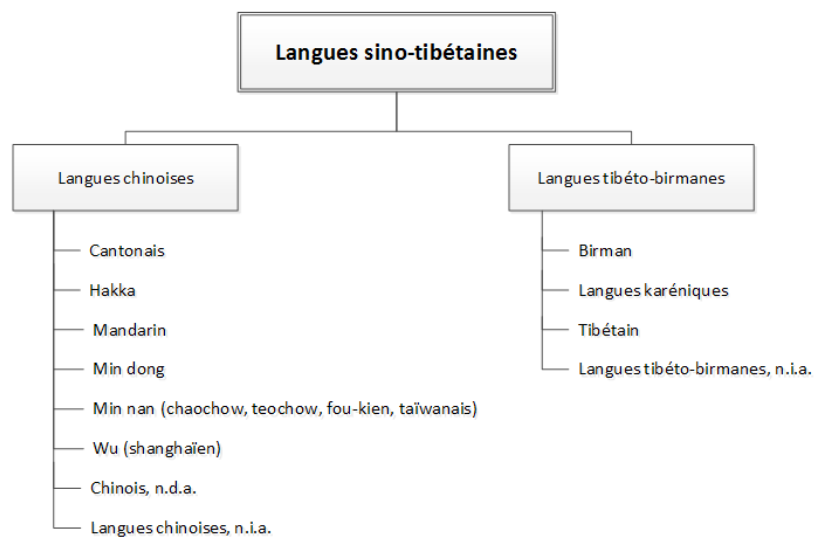 Langues sino-tibétaines
Langues chinoises
Cantonais
Hakka
Mandarin
Min dong
Min nan (chaochow, teochow, fou-kien, taïwanais)
Wu (shanghaïen)
Chinois, n.d.a.
Langues chinoises, n.i.a.
Langues tibéto-birmanes
Birman
Langues karéniques
Tibétain
Langues tibéto-birmanes, n.i.a.